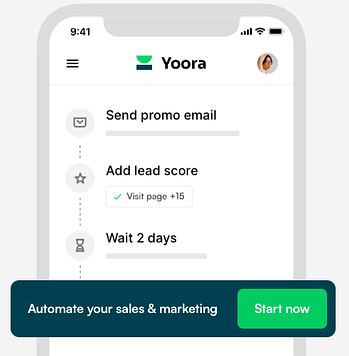 9:41
Yoora
Send promo email
Add lead score
Visit page +15
Wait 2 days
Automate your sales & marketing
Start now